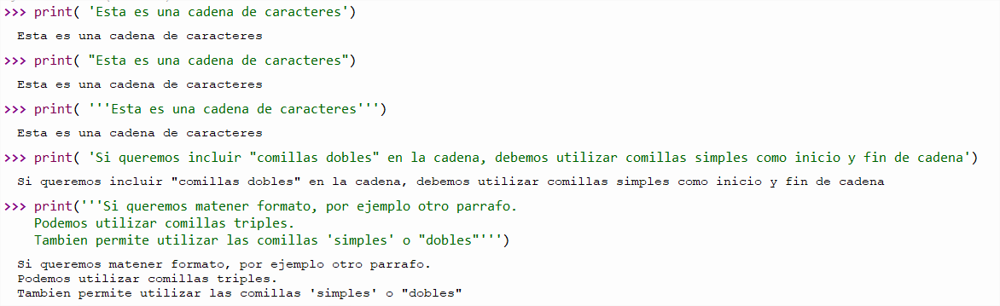 >>> print( 'Esta es una cadena de caracteres')
Esta es una cadena de caracteres
>>> print( "Esta es una cadena de caracteres")
Esta es una cadena de caracteres
>>> print( '''Esta es una cadena de caracteres''')
Esta es una cadena de caracteres
>>> print( 'Si queremos incluir "comillas dobles" en la cadena, debemos utilizar comillas simples como inicio y fin de cadena')
Si queremos incluir "comillas dobles" en la cadena, debemos utilizar comillas simples como inicio y fin de cadena
>>> print('''Si queremos matener formato, por ejemplo otro parrafo.
Podemos utilizar comillas triples.
Tambien permite utilizar las comillas 'simples' o "dobles"''')
Si queremos matener formato, por ejemplo otro parrafo.
Podemos utilizar comillas triples.
Tambien permite utilizar las comillas 'simples' o "dobles"